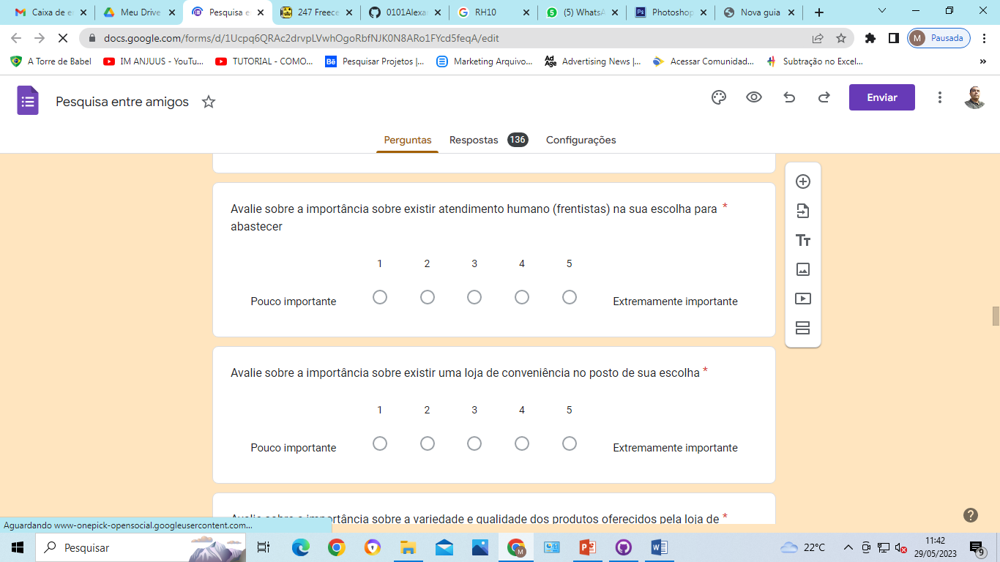 Caixa de e
Meu Drive
Pesquisa e
247 Freece
0101Alexa
RH10
(5) WhatsA
Photoshop
Nova guia
docs.google.com/forms/d/1Ucpq6QRAc2drvpLVwhOgoRbfNJK0N8ARo1FYcd5feqA/edit
M
Pausada
A Torre de Babel
IM ANJUUS - YouTu...
TUTORIAL - COMO...
Bē Pesquisar Projetos |...
Marketing Arquivo...
Ad Age Advertising News |...
Acessar Comunidad...
Subtração no Excel...
»
Pesquisa entre amigos
Enviar
Perguntas
Respostas 136
Configurações
Avalie sobre a importância sobre existir atendimento humano (frentistas) na sua escolha para *
abastecer
1 2 3 4 5
Pouco importante Extremamente importante
Avalie sobre a importância sobre existir uma loja de conveniência no posto de sua escolha *
1 2 3 4 5
Pouco importante Extremamente importante
Avalie sobre a importância sobre a variedade e qualidade dos produtos oferecidos pela loja de *
Aguardando www-onepick-opensocial.googleusercontent.com...
Pesquisar
22°C
11:42
29/05/2023
9